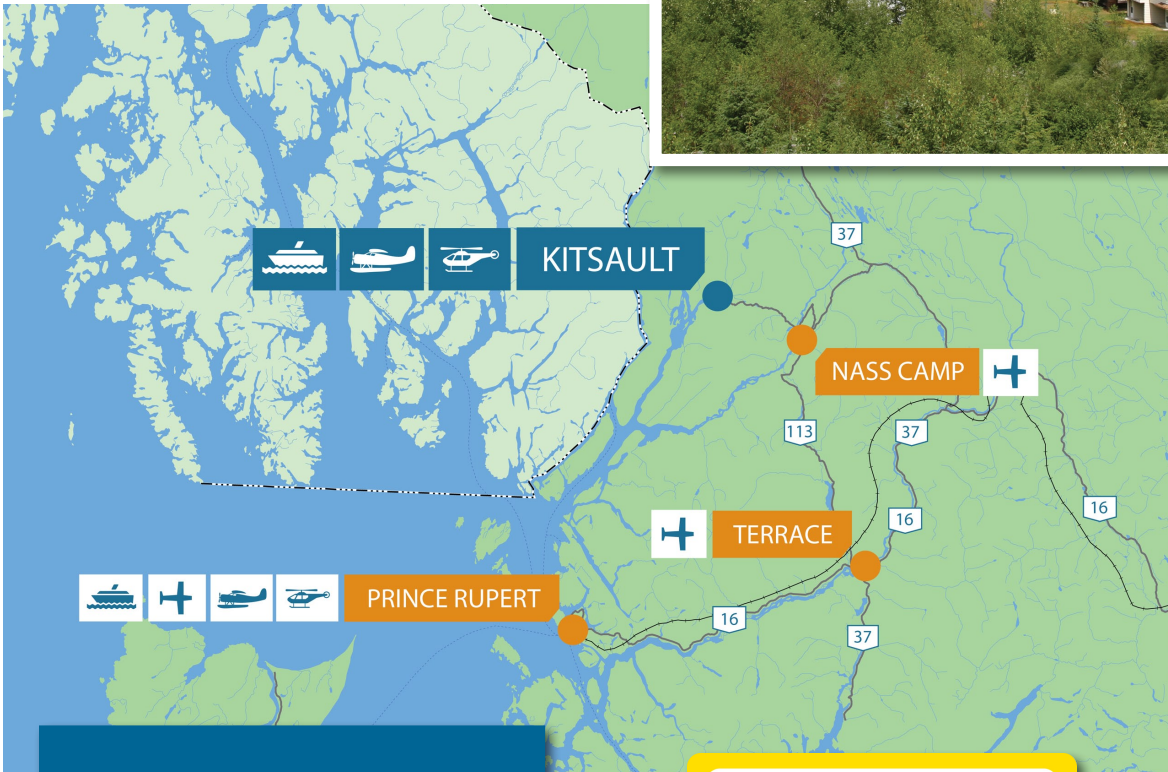 37
KITSAULT
NASS CAMP
113
37
16
TERRACE
16
PRINCE RUPERT
16
37